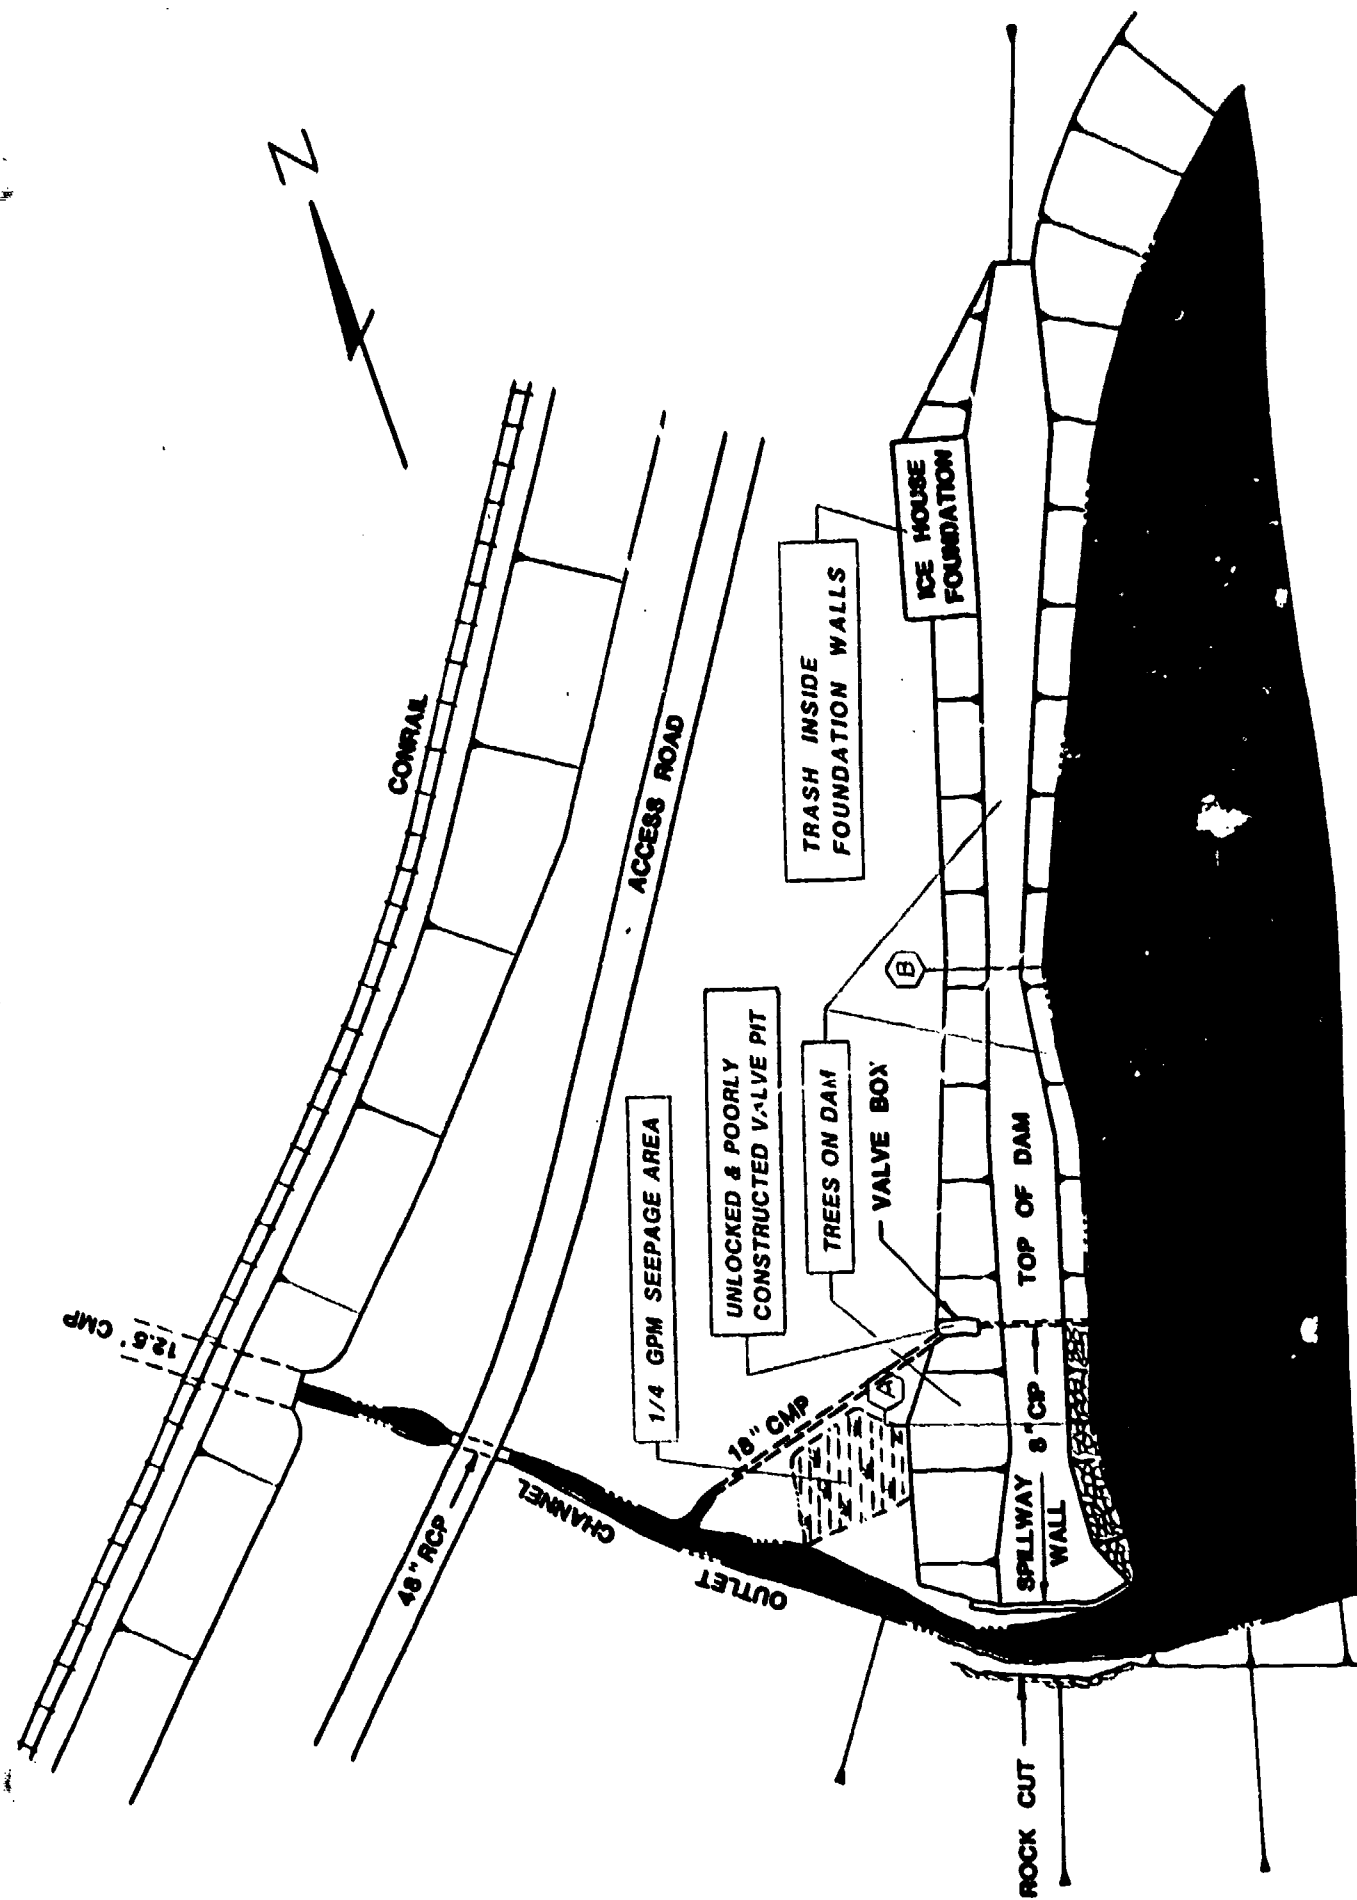 N
12.5' CMP
CONRAIL
ACCESS ROAD
48" RCP
CHANNEL
OUTLET
1/4 GPM SEEPAGE AREA
18" CMP
UNLOCKED & POORLY
CONSTRUCTED VALVE PIT
TRASH INSIDE
FOUNDATION WALLS
TREES ON DAM
VALVE BOX
A
B
ICE HOUSE
FOUNDATION
TOP OF DAM
8" CIP
SPILLWAY
WALL
ROCK CUT